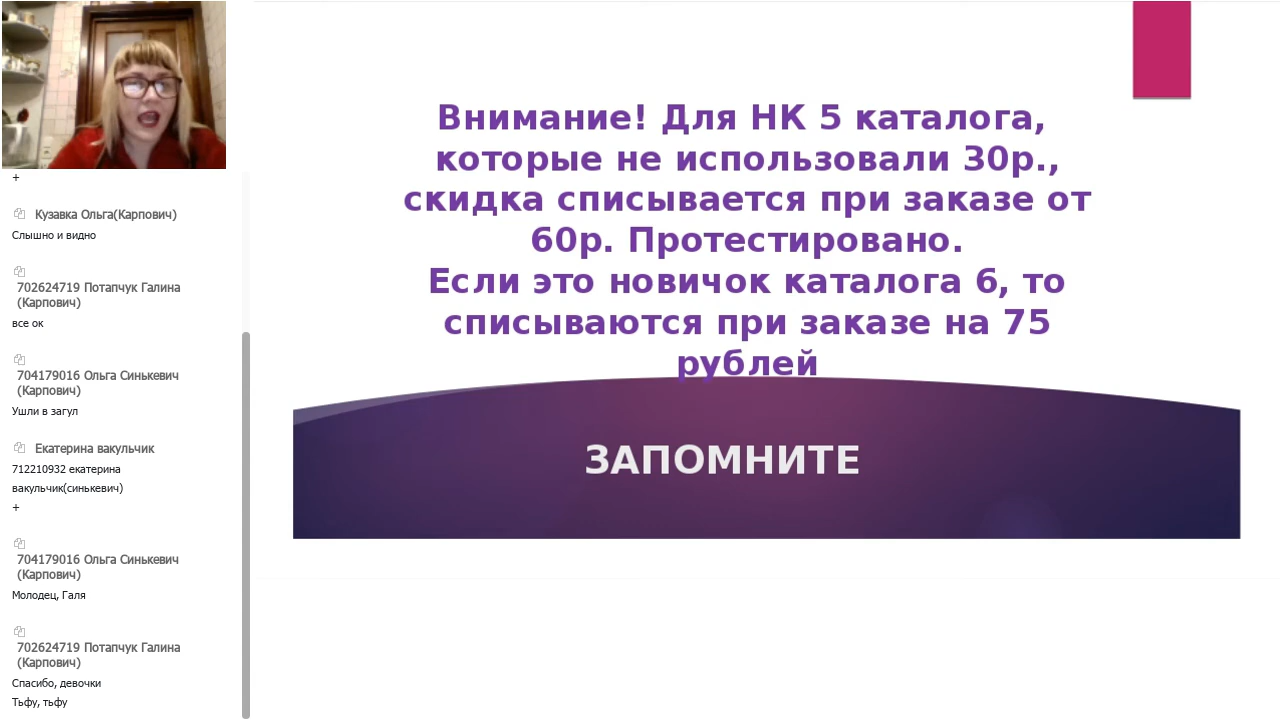 +
Кузавка Ольга(Карпович)
Слышно и видно
702624719 Потапчук Галина
(Карпович)
все ок
704179016 Ольга Синькевич
(Карпович)
Ушли в загул
Екатерина вакульчик
712210932 екатерина
вакульчик(синькевич)
+
704179016 Ольга Синькевич
(Карпович)
Молодец, Галя
702624719 Потапчук Галина
(Карпович)
Спасибо, девочки
Тьфу, тьфу
Внимание! Для НК 5 каталога,
которые не использовали 30р.,
скидка списывается при заказе от
60р. Протестировано.
Если это новичок каталога 6, то
списываются при заказе на 75
рублей
ЗАПОМНИТЕ